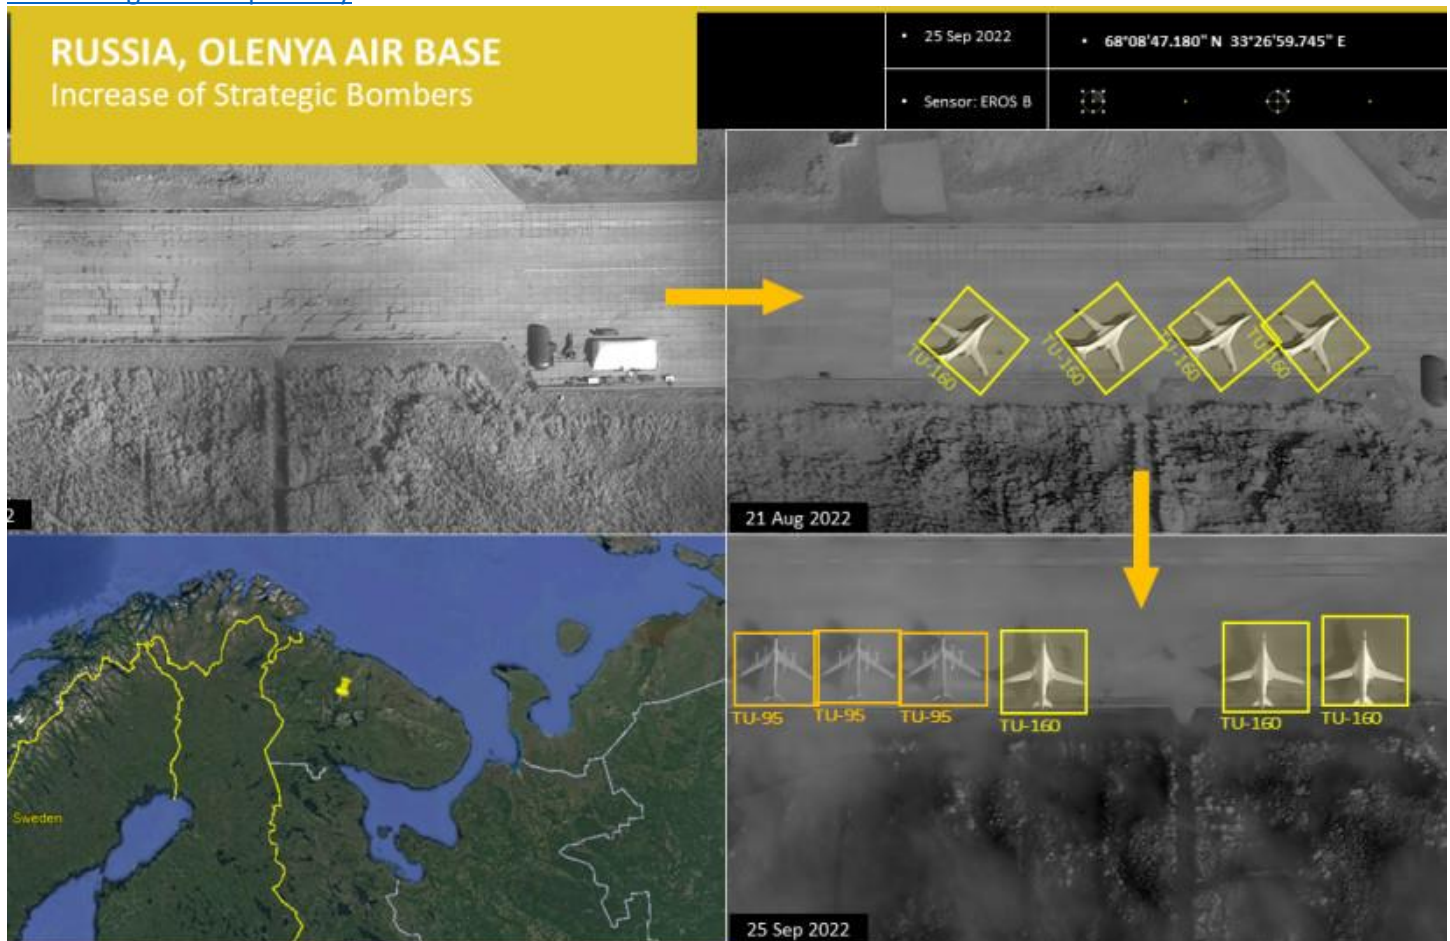 RUSSIA, OLENYA AIR BASE
Increase of Strategic Bombers
• 25 Sep 2022
• 68°08'47.180" N 33°26'59.745" E
• Sensor: EROS B
TU-160
TU-160
TU-160
TU-160
2
21 Aug 2022
Sweden
TU-95
TU-95
TU-95
TU-160
TU-160
TU-160
25 Sep 2022